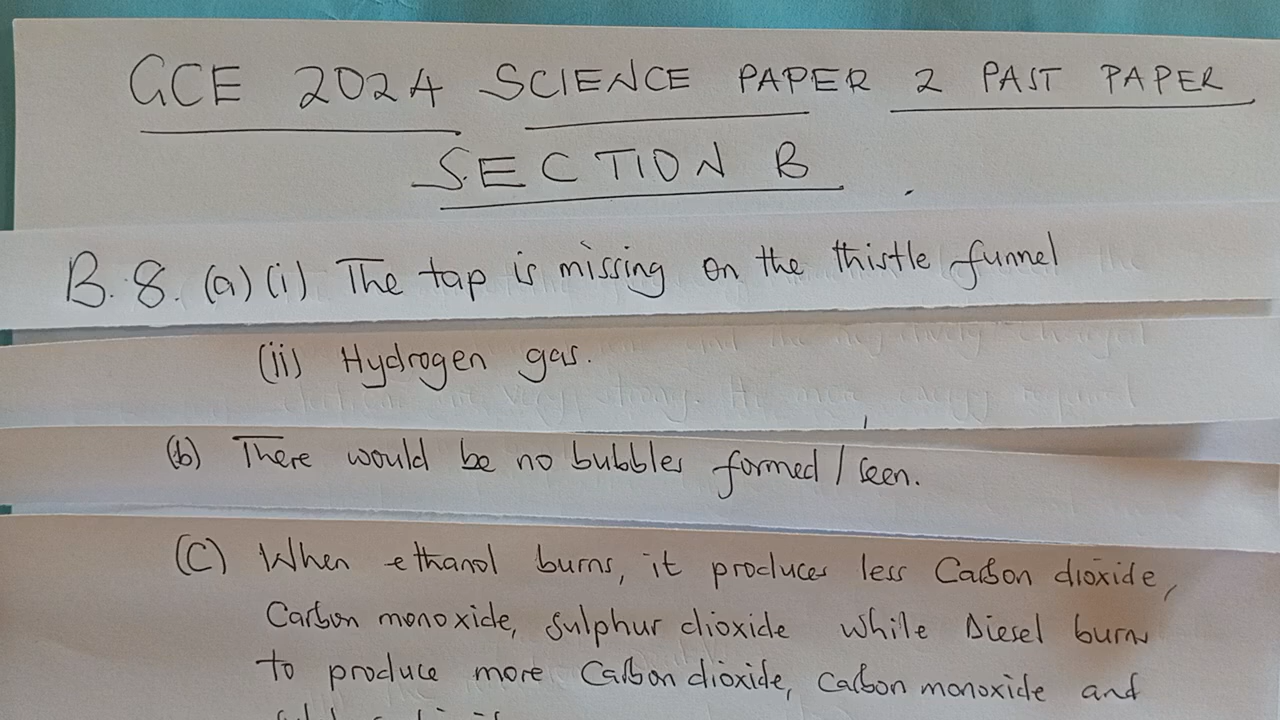 GCE 2024 SCIENCE PAPER 2 PAST PAPER
SECTION B
B.8. (a) (i) The tap is missing on the thistle funnel
(ii) Hydrogen gas.
(b) There would be no bubbles formed / seen.
(C) When ethanol burns, it produces less Carbon dioxide,
Carbon monoxide, sulphur dioxide while Diesel burns
to produce more Carbon dioxide, Carbon monoxide and